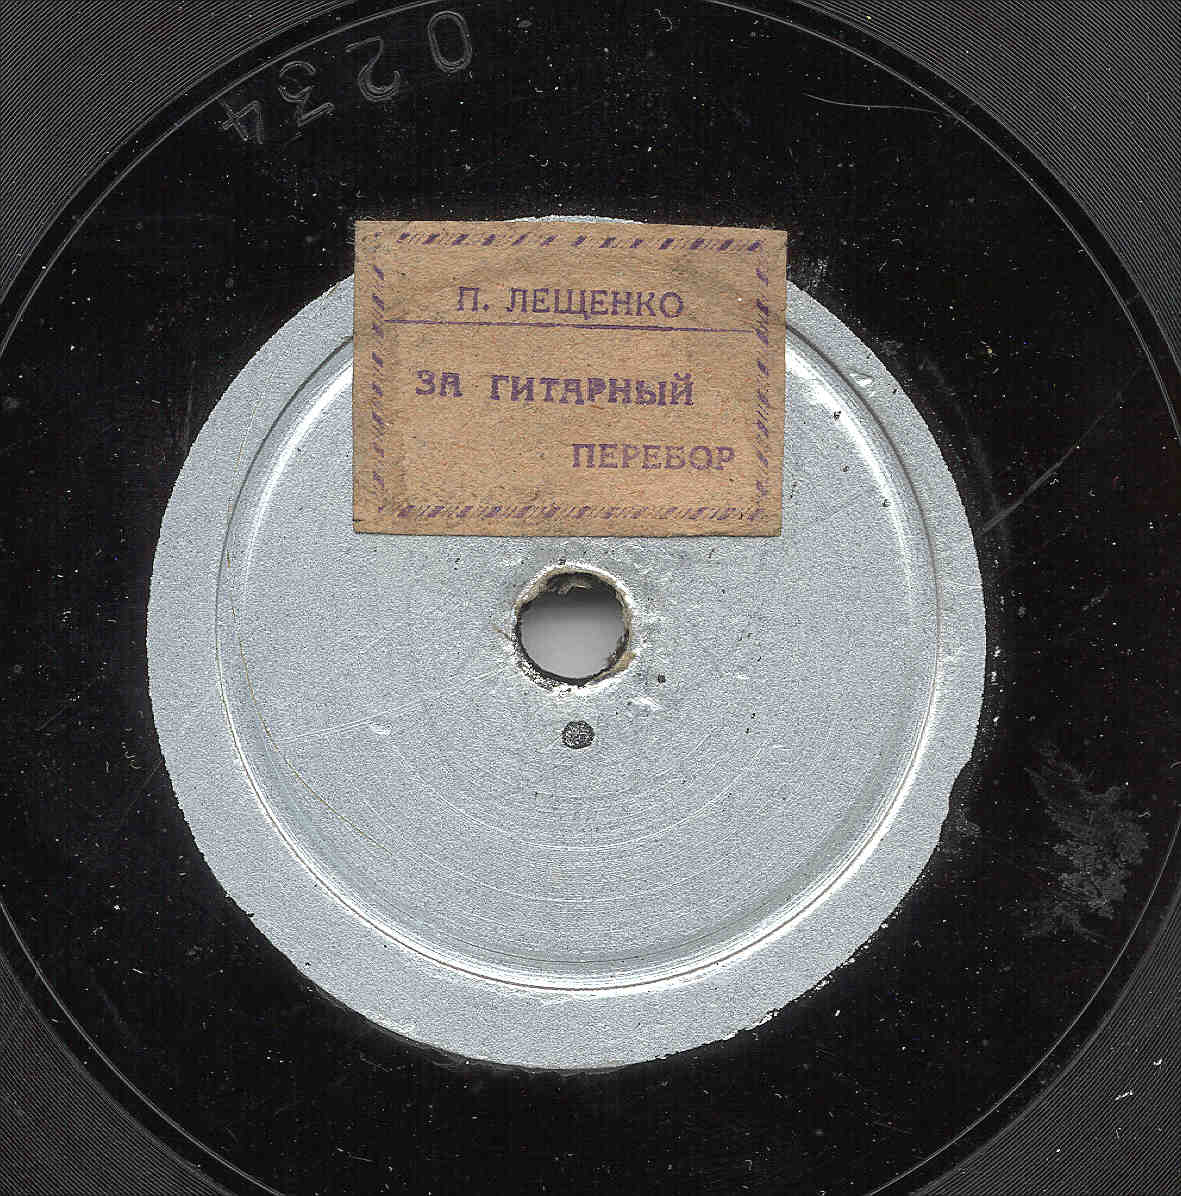 0234
П. ЛЕЩЕНКО
ЗА ГИТАРНЫЙ
ПЕРЕБОР